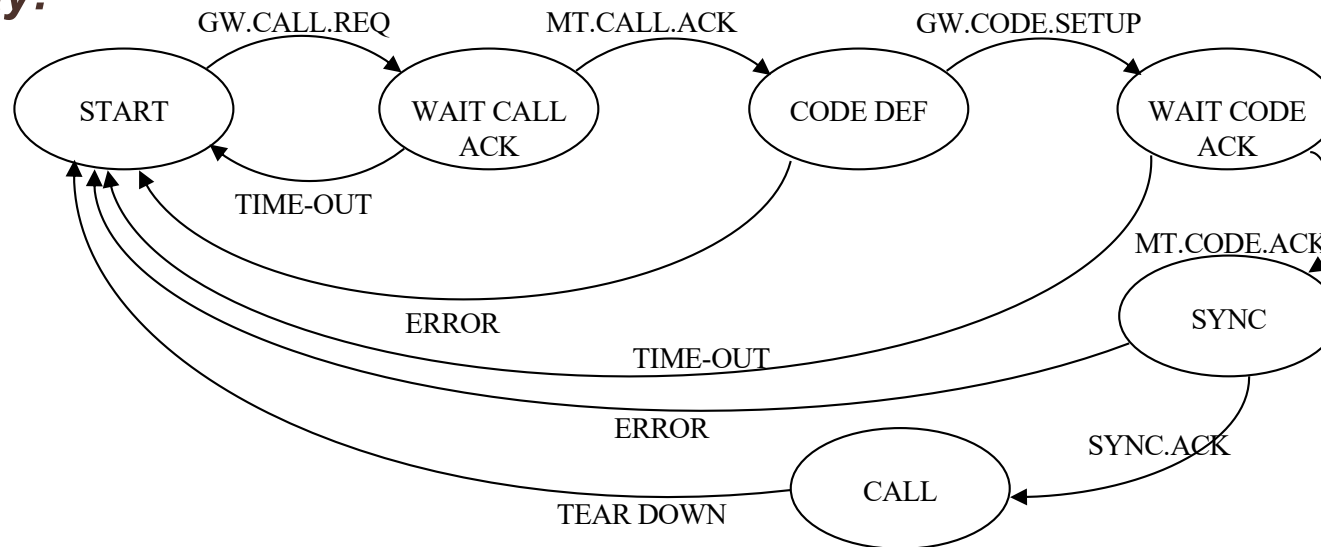 GW.CALL.REQ
MT.CALL.ACK
GW.CODE.SETUP
START
WAIT CALL
ACK
CODE DEF
WAIT CODE
ACK
TIME-OUT
MT.CODE.ACK
ERROR
SYNC
TIME-OUT
ERROR
SYNC.ACK
CALL
TEAR DOWN